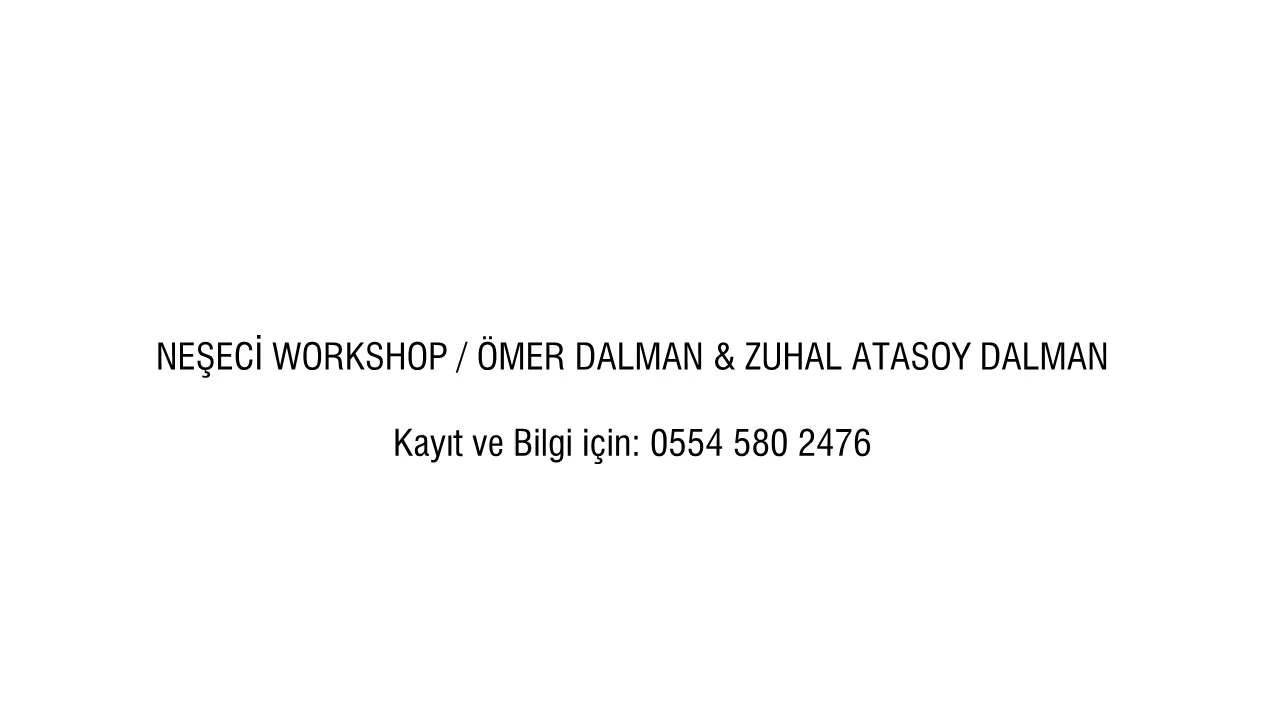 NEŞECİ WORKSHOP / ÖMER DALMAN & ZUHAL ATASOY DALMAN
Kayıt ve Bilgi için: 0554 580 2476